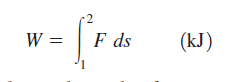 W = ∫₁² F ds (kJ)